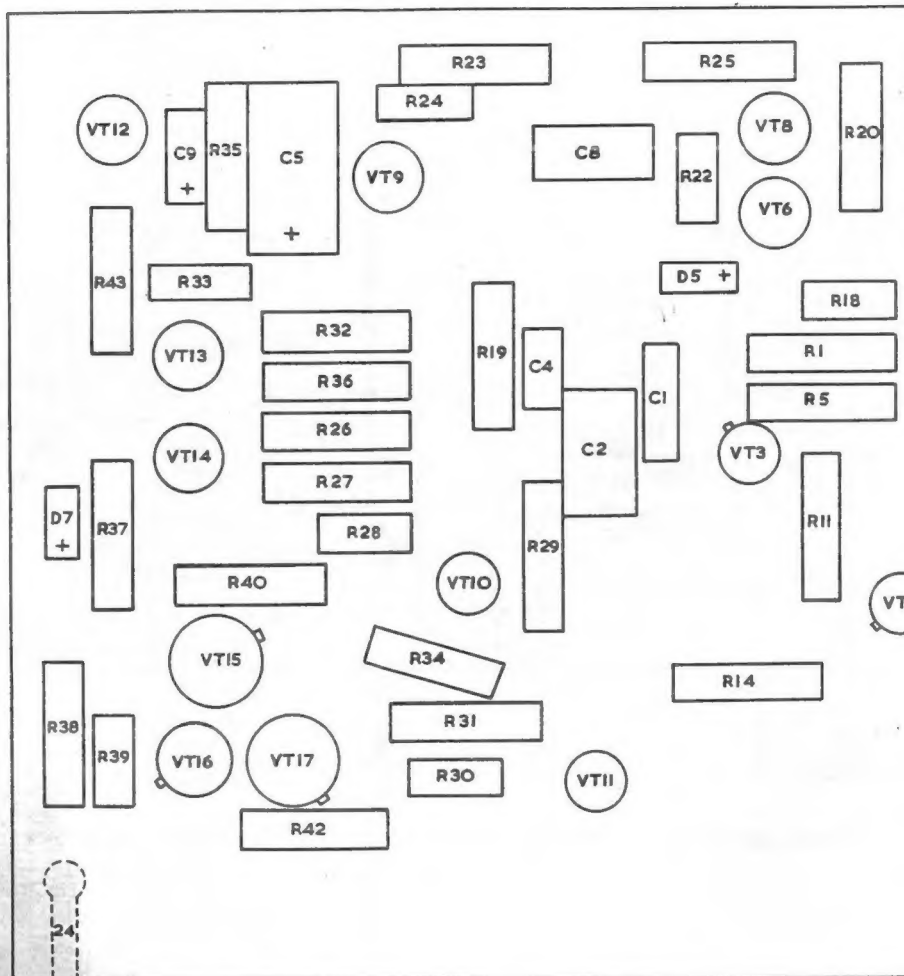 R23
R25
R24
VT12
VT8
R20
C9
+
R35
C5
+
C8
VT9
R22
VT6
R43
R33
D5 +
R18
R32
R19
VT13
C4
R1
R36
C1
R5
R26
C2
VT3
VT14
R27
D7
+
R37
R28
R29
R11
R40
VT10
VT
VT15
R34
R14
R38
R39
R31
VT16
VT17
R30
VT11
R42
24